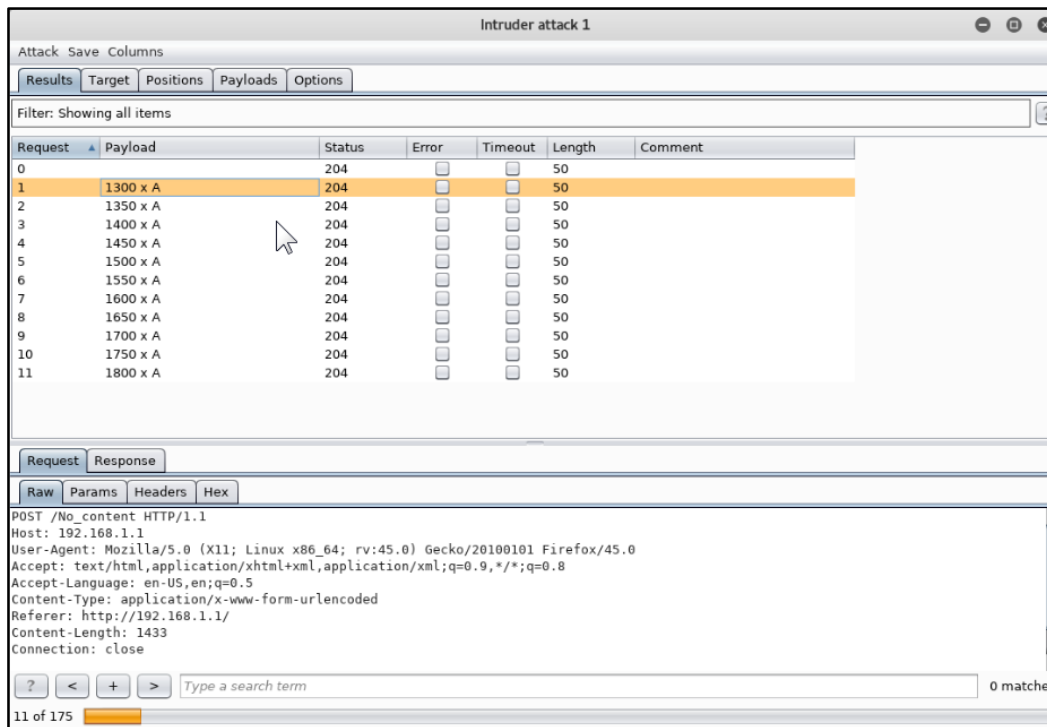 Intruder attack 1
Attack Save Columns
Results Target Positions Payloads Options
Filter: Showing all items
?
Request Payload Status Error Timeout Length Comment
0 204 50
1 1300 x A 204 50
2 1350 x A 204 50
3 1400 x A 204 50
4 1450 x A 204 50
5 1500 x A 204 50
6 1550 x A 204 50
7 1600 x A 204 50
8 1650 x A 204 50
9 1700 x A 204 50
10 1750 x A 204 50
11 1800 x A 204 50
Request Response
Raw Params Headers Hex
POST /No_content HTTP/1.1
Host: 192.168.1.1
User-Agent: Mozilla/5.0 (X11; Linux x86_64; rv:45.0) Gecko/20100101 Firefox/45.0
Accept: text/html,application/xhtml+xml,application/xml;q=0.9,*/*;q=0.8
Accept-Language: en-US,en;q=0.5
Content-Type: application/x-www-form-urlencoded
Referer: http://192.168.1.1/
Content-Length: 1433
Connection: close
? < + > Type a search term 0 matche
11 of 175